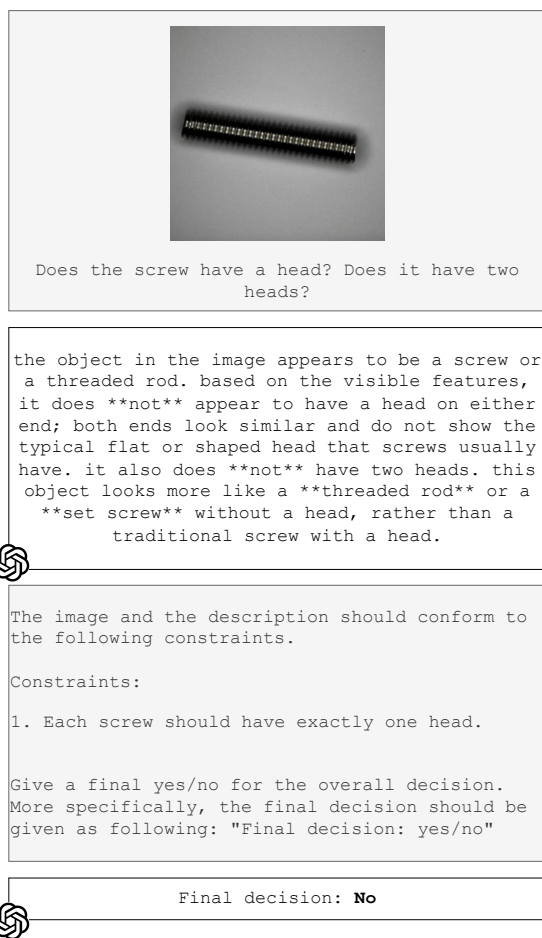 Does the screw have a head? Does it have two
heads?
the object in the image appears to be a screw or
a threaded rod. based on the visible features,
it does **not** appear to have a head on either
end; both ends look similar and do not show the
typical flat or shaped head that screws usually
have. it also does **not** have two heads. this
object looks more like a **threaded rod** or a
**set screw** without a head, rather than a
traditional screw with a head.
The image and the description should conform to
the following constraints.
Constraints:
1. Each screw should have exactly one head.
Give a final yes/no for the overall decision.
More specifically, the final decision should be
given as following: "Final decision: yes/no"
Final decision: No